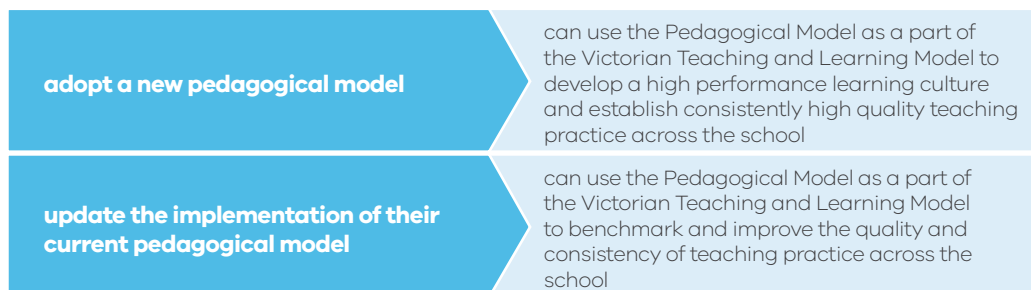 adopt a new pedagogical model
can use the Pedagogical Model as a part of
the Victorian Teaching and Learning Model to
develop a high performance learning culture
and establish consistently high quality teaching
practice across the school
update the implementation of their
current pedagogical model
can use the Pedagogical Model as a part of
the Victorian Teaching and Learning Model
to benchmark and improve the quality and
consistency of teaching practice across the
school